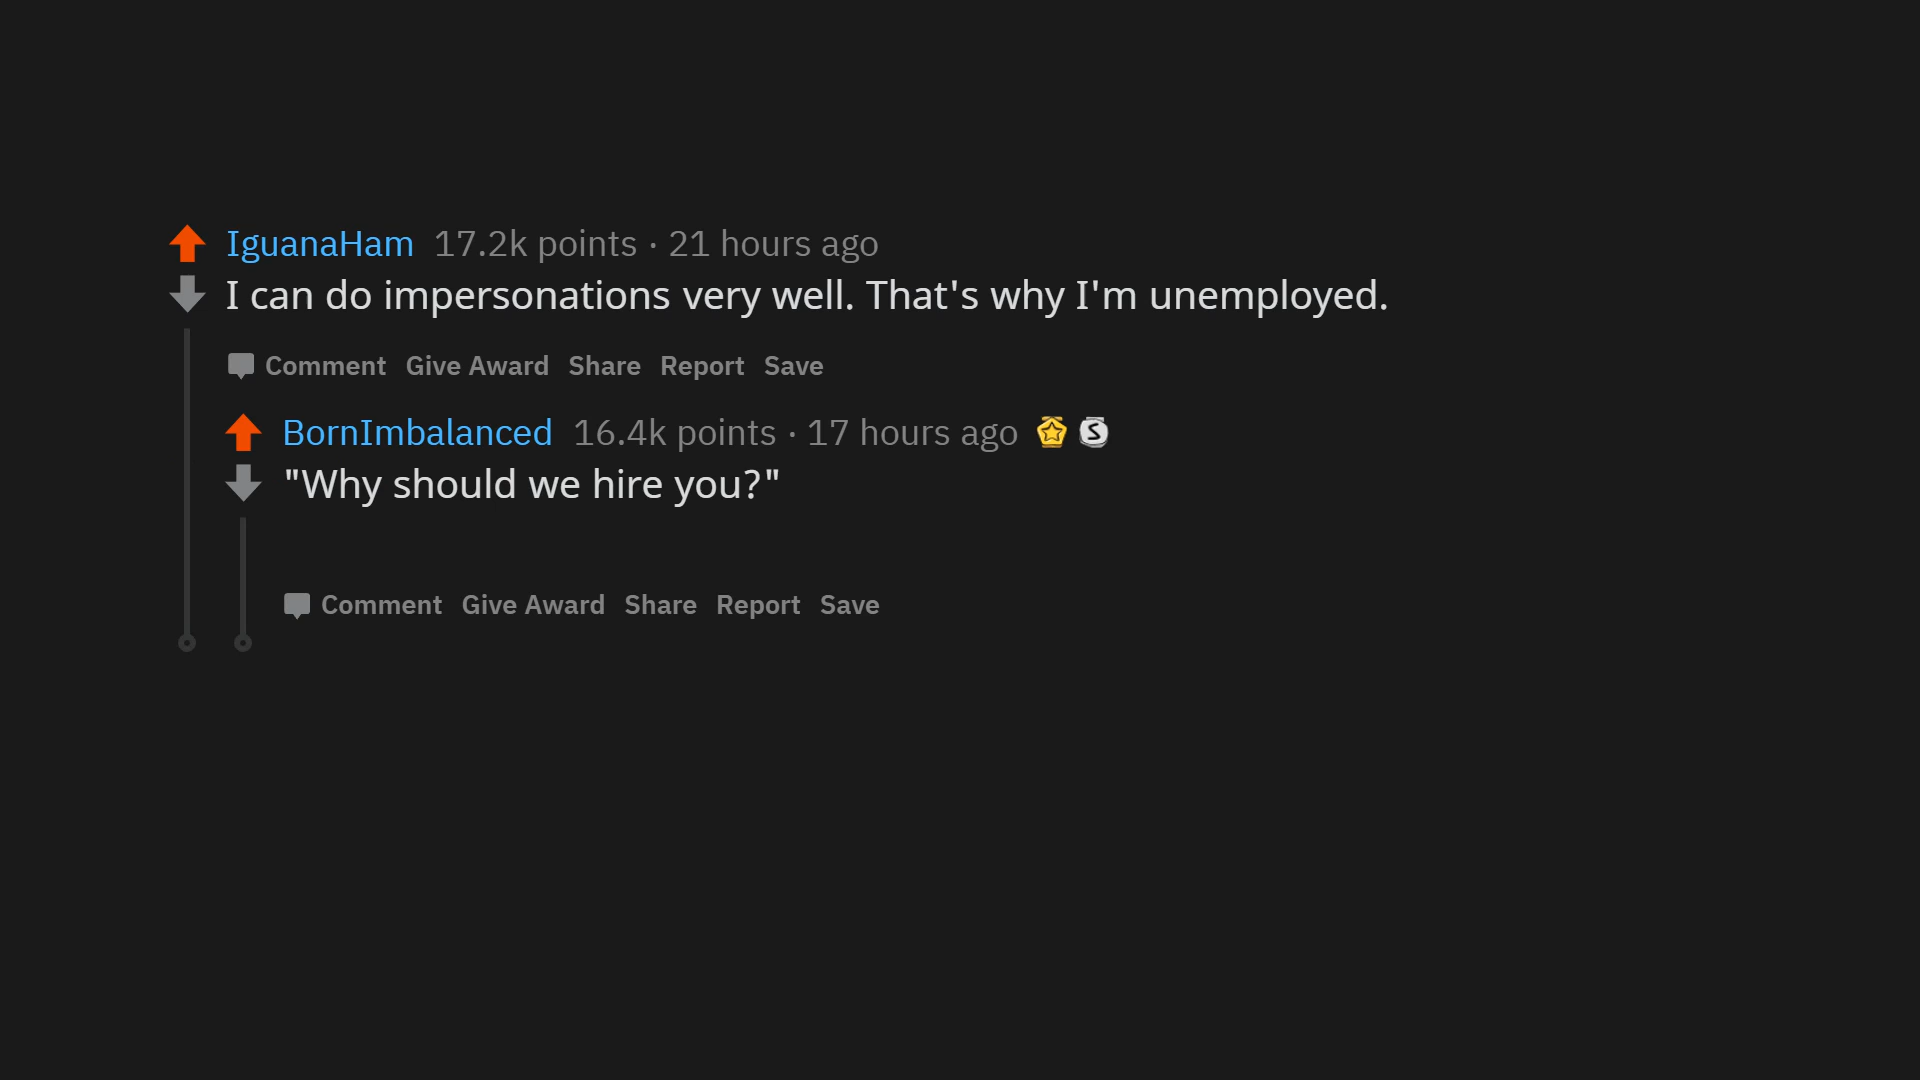 IguanaHam 17.2k points · 21 hours ago
I can do impersonations very well. That's why I'm unemployed.
Comment Give Award Share Report Save
BornImbalanced 16.4k points · 17 hours ago S
"Why should we hire you?"
Comment Give Award Share Report Save